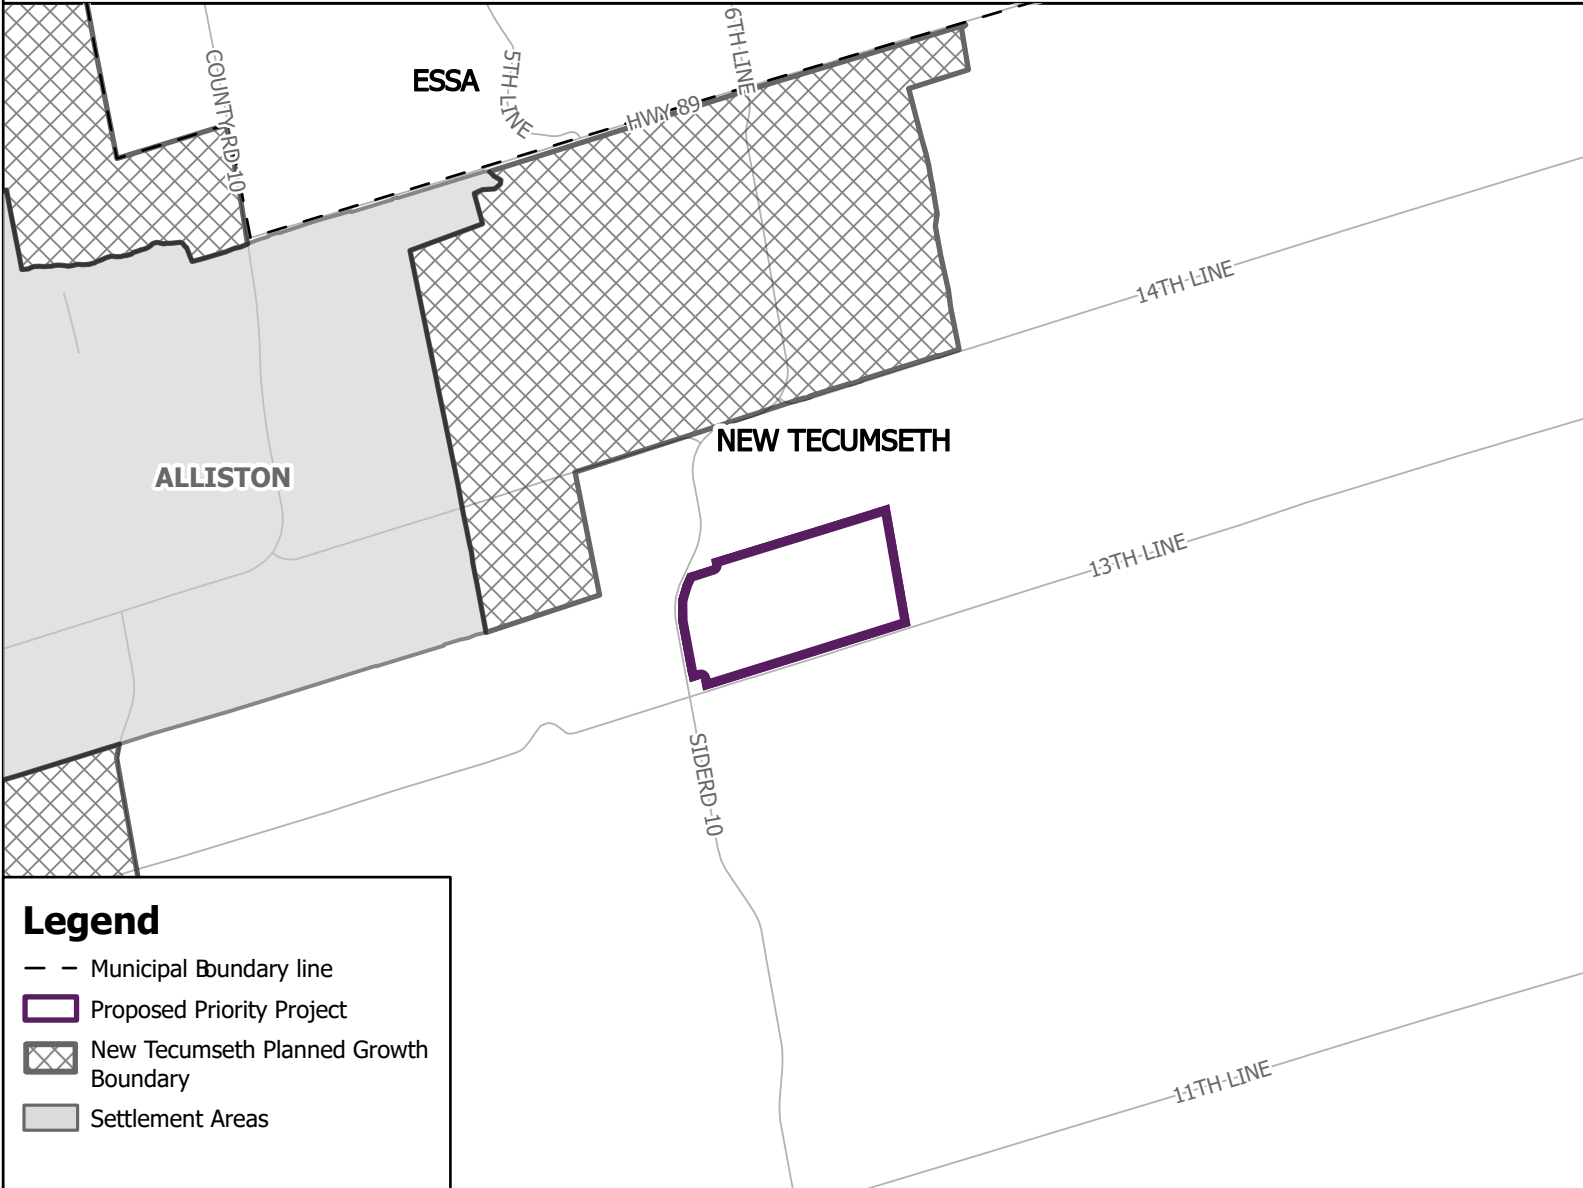 COUNTY RD 10
ESSA
5TH LINE
6TH LINE
HWY 89
14TH LINE
NEW TECUMSETH
ALLISTON
13TH LINE
SIDERD 10
11TH LINE
Legend
Municipal Boundary line
Proposed Priority Project
New Tecumseth Planned Growth
Boundary
Settlement Areas